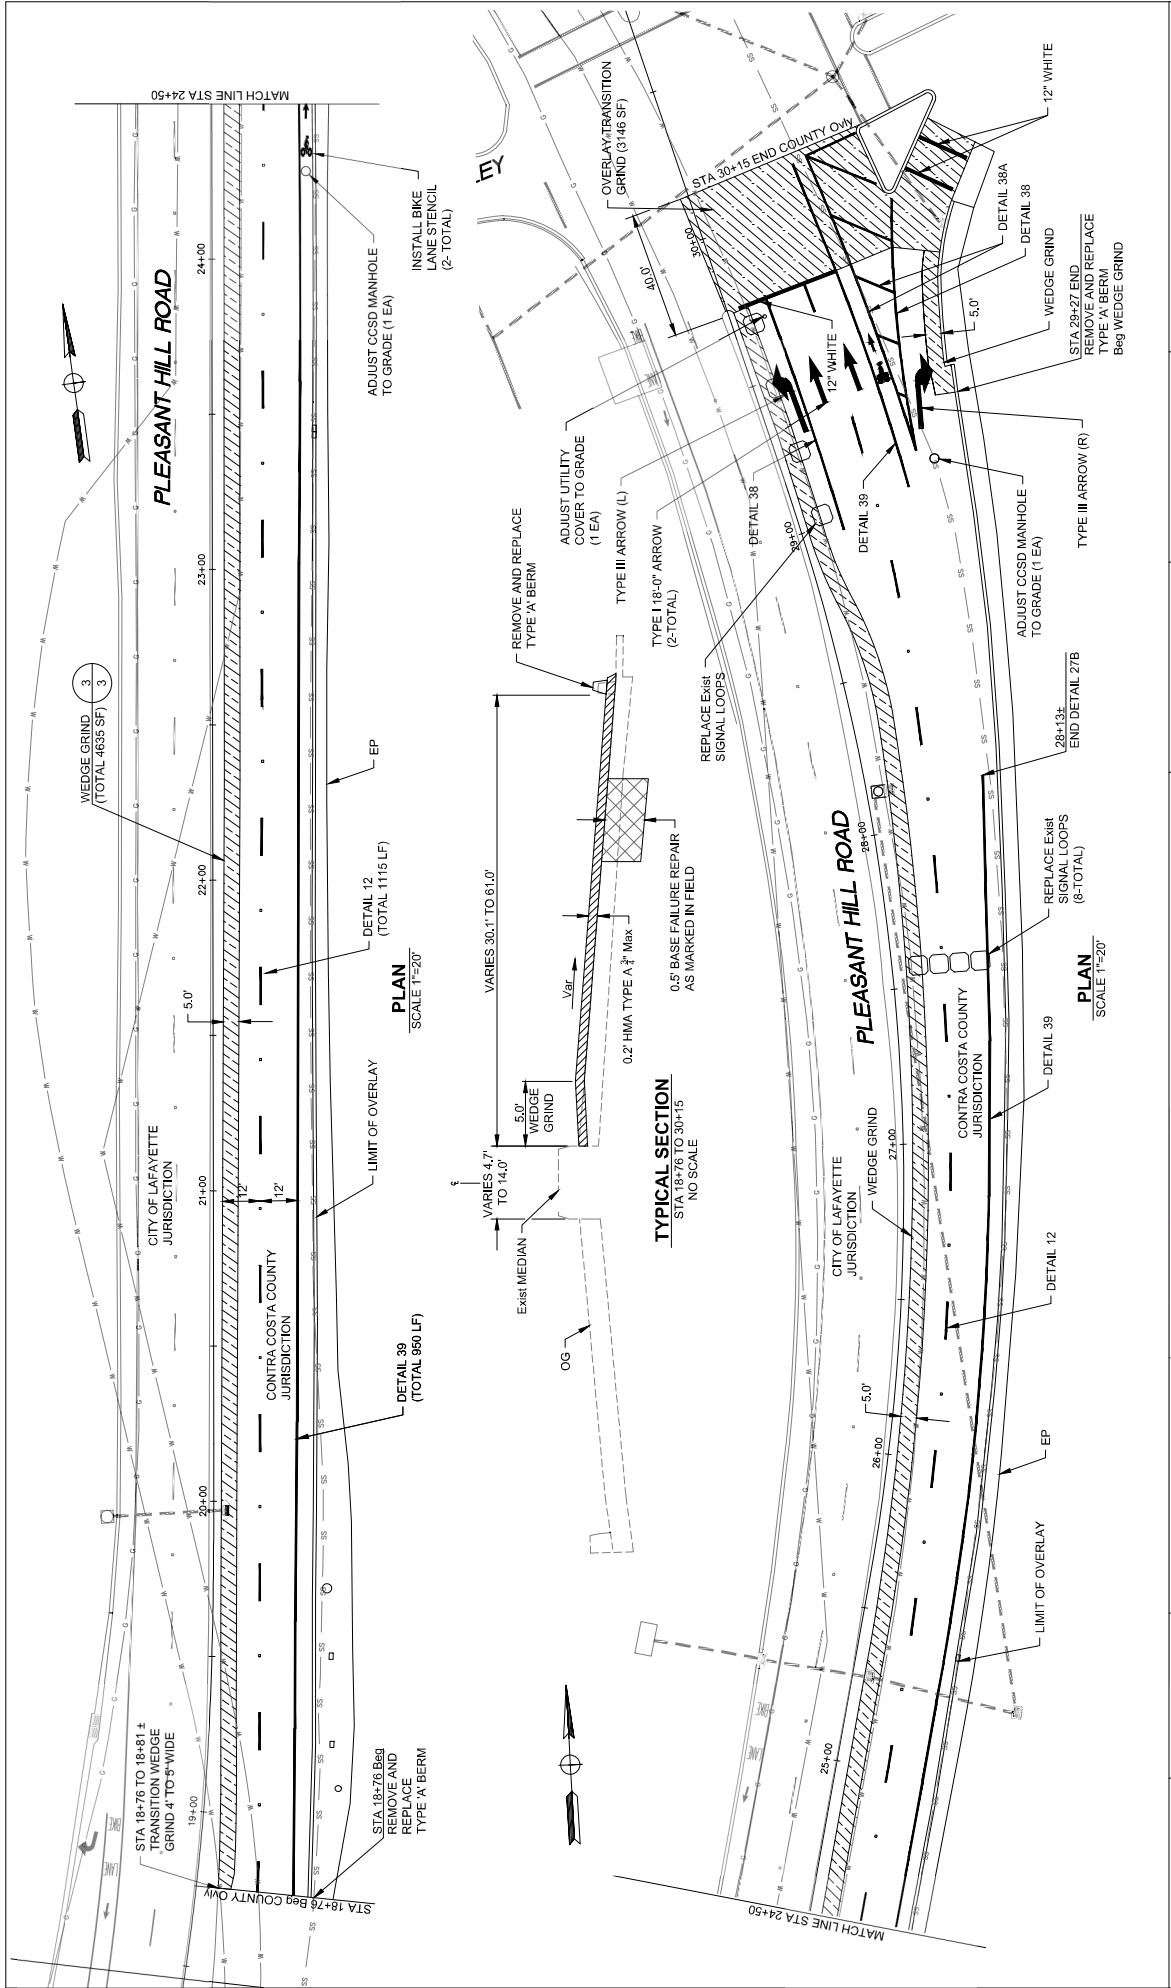 MATCH LINE STA 24+50
PLEASANT HILL ROAD
WEDGE GRIND
(TOTAL 4635 SF)
3
3
24+00
23+00
22+00
21+00
20+00
19+00
INSTALL BIKE
LANE STENCIL
(2- TOTAL)
ADJUST CCSD MANHOLE
TO GRADE (1 EA)
EP
DETAIL 12
(TOTAL 1115 LF)
5.0'
PLAN
SCALE 1"=20'
LIMIT OF OVERLAY
CITY OF LAFAYETTE
JURISDICTION
12'
12'
CONTRA COSTA COUNTY
JURISDICTION
DETAIL 39
(TOTAL 950 LF)
STA 18+76 TO 18+81 ±
TRANSITION WEDGE
GRIND 4' TO 5' WIDE
BIKE
LANE
STA 18+76 Beg COUNTY Ovly
STA 18+76 Beg
REMOVE AND
REPLACE
TYPE 'A' BERM
REMOVE AND REPLACE
TYPE 'A' BERM
VARIES 30.1' TO 61.0'
Var
0.5' BASE FAILURE REPAIR
AS MARKED IN FIELD
0.2' HMA TYPE A 3/4" Max
5.0'
WEDGE
GRIND
VARIES 4.7'
TO 14.0'
Exist MEDIAN
OG
TYPICAL SECTION
STA 18+76 TO 30+15
NO SCALE
EY
OVERLAY TRANSITION
GRIND (3146 SF)
STA 30+15 END COUNTY Ovly
40.0'
30+00
12" WHITE
DETAIL 38A
DETAIL 38
WEDGE GRIND
5.0'
STA 29+27 END
REMOVE AND REPLACE
TYPE 'A' BERM
Beg WEDGE GRIND
TYPE III ARROW (R)
ADJUST CCSD MANHOLE
TO GRADE (1 EA)
ADJUST UTILITY
COVER TO GRADE
(1 EA)
TYPE III ARROW (L)
TYPE I 18'-0" ARROW
(2-TOTAL)
12" WHITE
DETAIL 38
DETAIL 39
LANE
29+00
REPLACE Exist
SIGNAL LOOPS
28+13±
END DETAIL 27B
28+00
PLEASANT HILL ROAD
REPLACE Exist
SIGNAL LOOPS
(8-TOTAL)
PLAN
SCALE 1"=20'
CONTRA COSTA COUNTY
JURISDICTION
DETAIL 39
WEDGE GRIND
27+00
CITY OF LAFAYETTE
JURISDICTION
DETAIL 12
5.0'
26+00
EP
LIMIT OF OVERLAY
BIKE
LANE
25+00
MATCH LINE STA 24+50